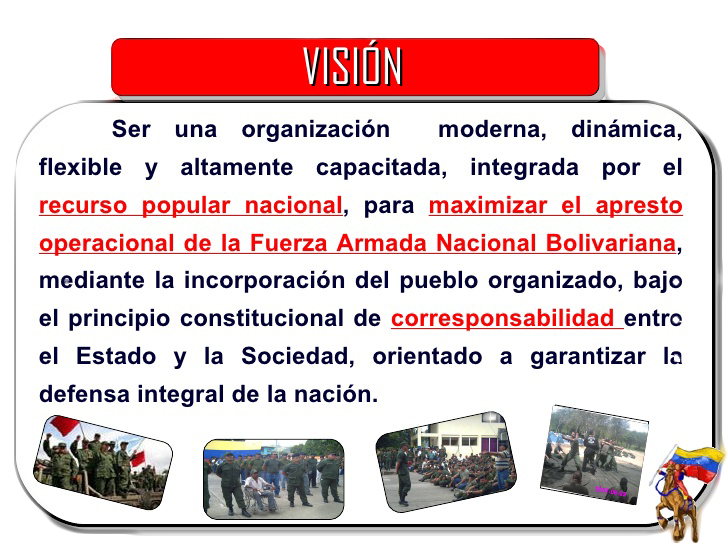 VISIÓN
Ser una organización moderna, dinámica,
flexible y altamente capacitada, integrada por el
recurso popular nacional, para maximizar el apresto
operacional de la Fuerza Armada Nacional Bolivariana,
mediante la incorporación del pueblo organizado, bajo
el principio constitucional de corresponsabilidad entre
el Estado y la Sociedad, orientado a garantizar la
defensa integral de la nación.